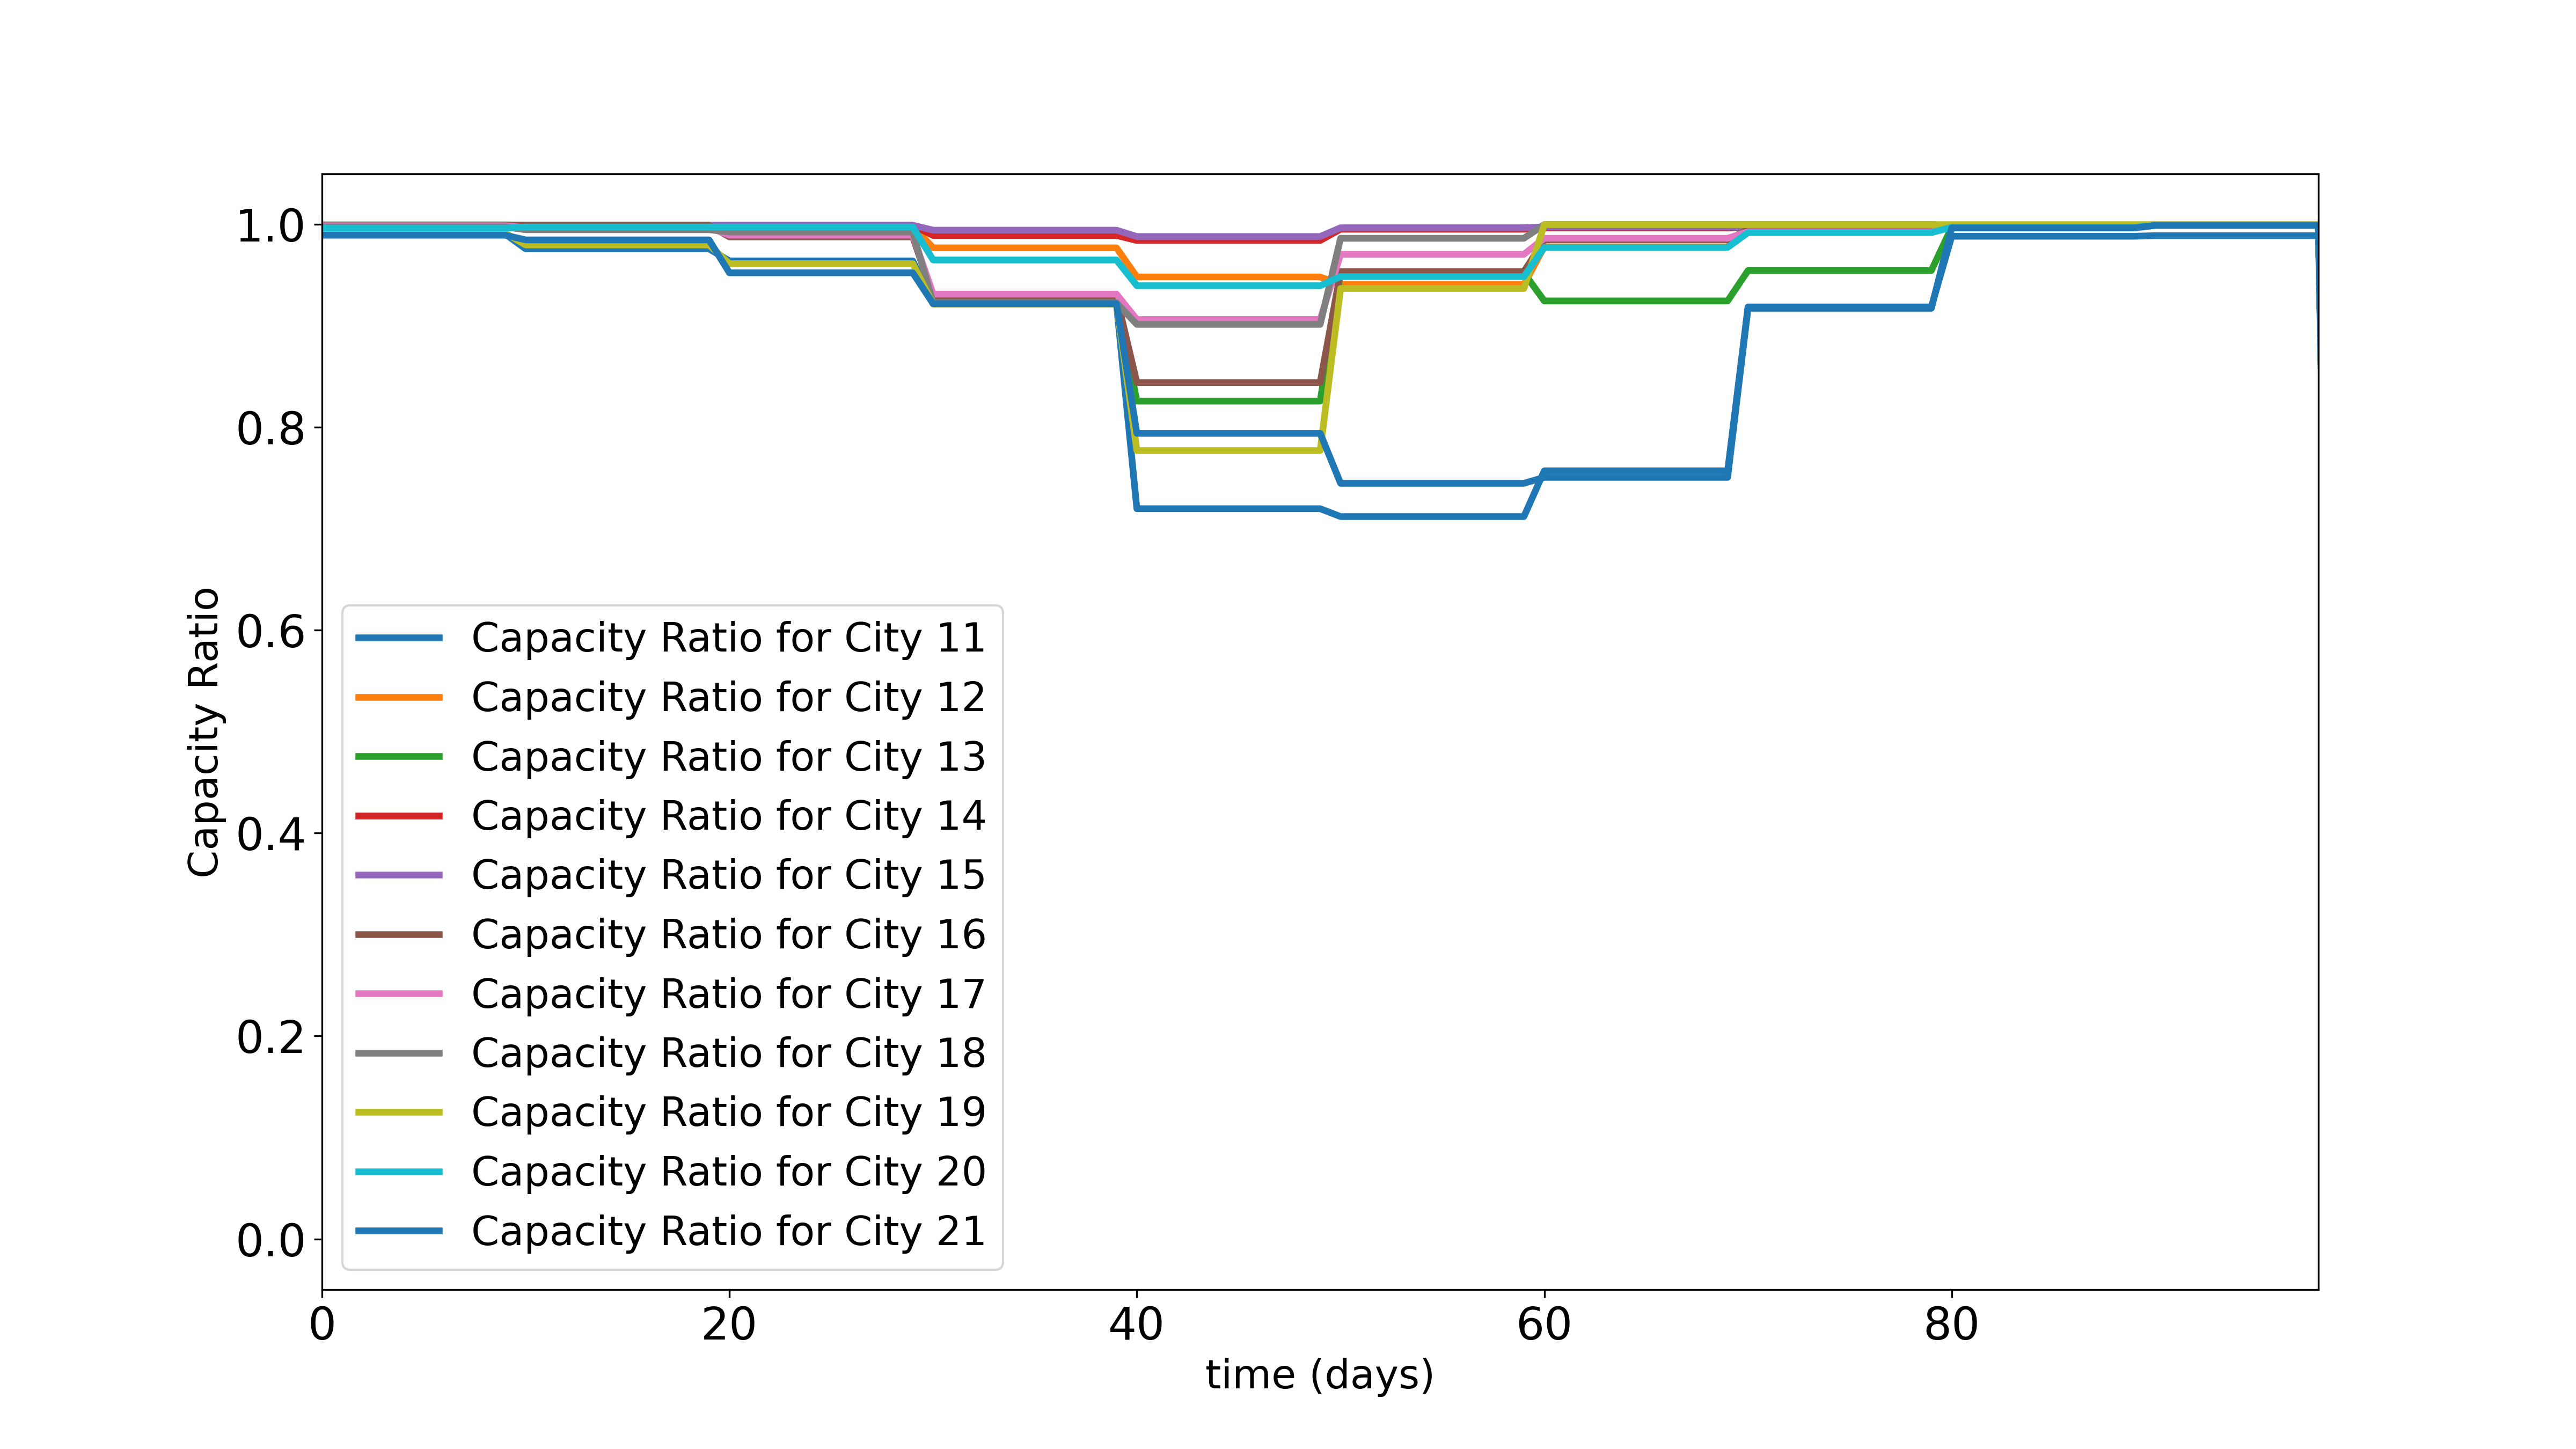 1.0
0.8
0.6
0.4
0.2
0.0
Capacity Ratio
Capacity Ratio for City 11
Capacity Ratio for City 12
Capacity Ratio for City 13
Capacity Ratio for City 14
Capacity Ratio for City 15
Capacity Ratio for City 16
Capacity Ratio for City 17
Capacity Ratio for City 18
Capacity Ratio for City 19
Capacity Ratio for City 20
Capacity Ratio for City 21
0 20 40 60 80
time (days)